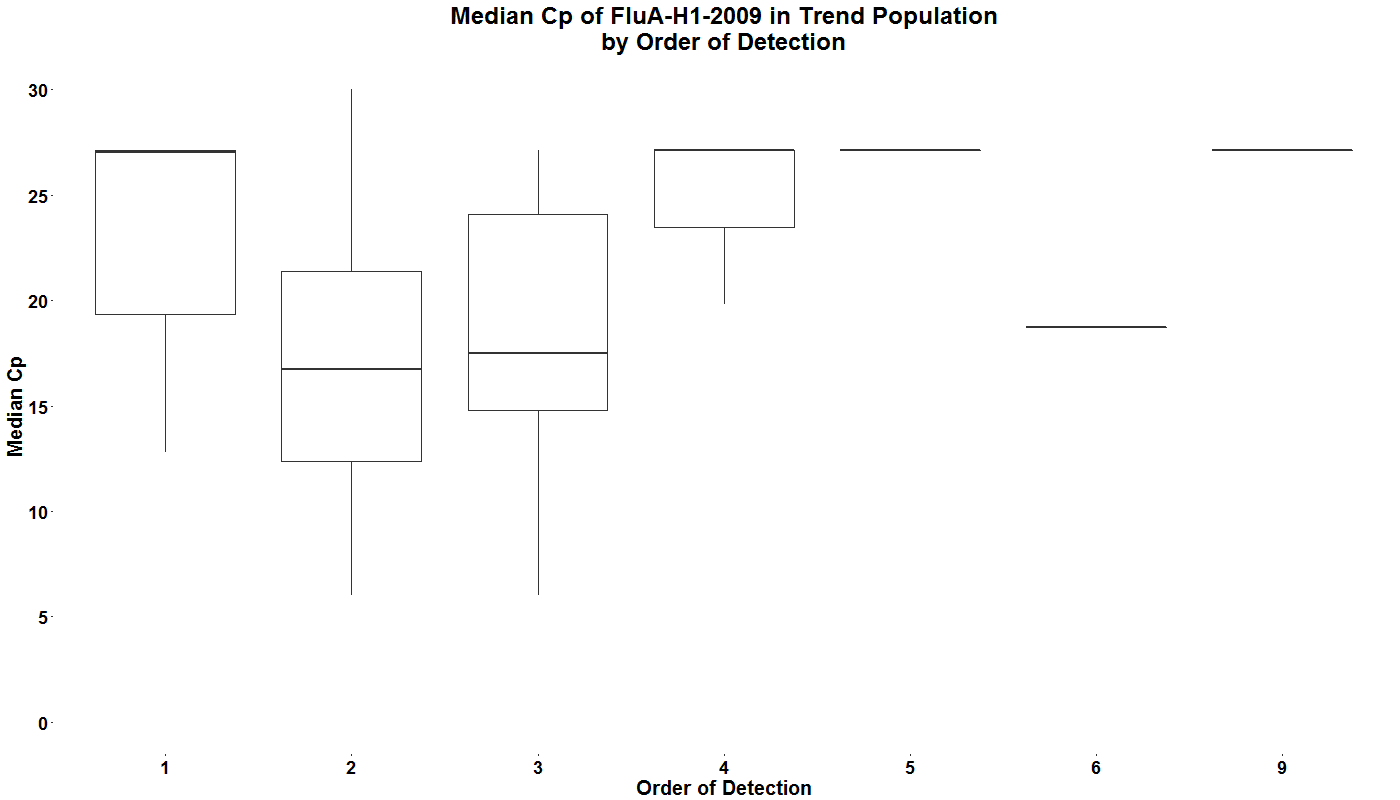 Median Cp of FluA-H1-2009 in Trend Population
by Order of Detection
30
25
20
15
10
5
0
Median Cp
1 2 3 4 5 6 9
Order of Detection